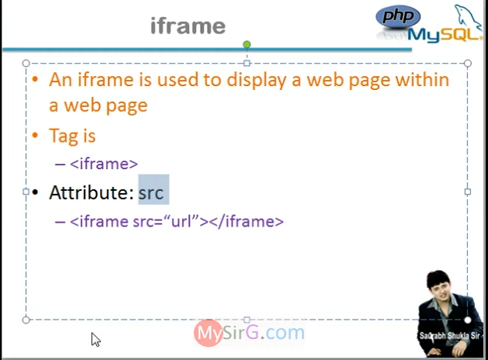 iframe
php
MySQL
• An iframe is used to display a web page within
a web page
• Tag is
– <iframe>
• Attribute: src
– <iframe src=“url”></iframe>
MySirG.com
Saurabh Shukla Sir